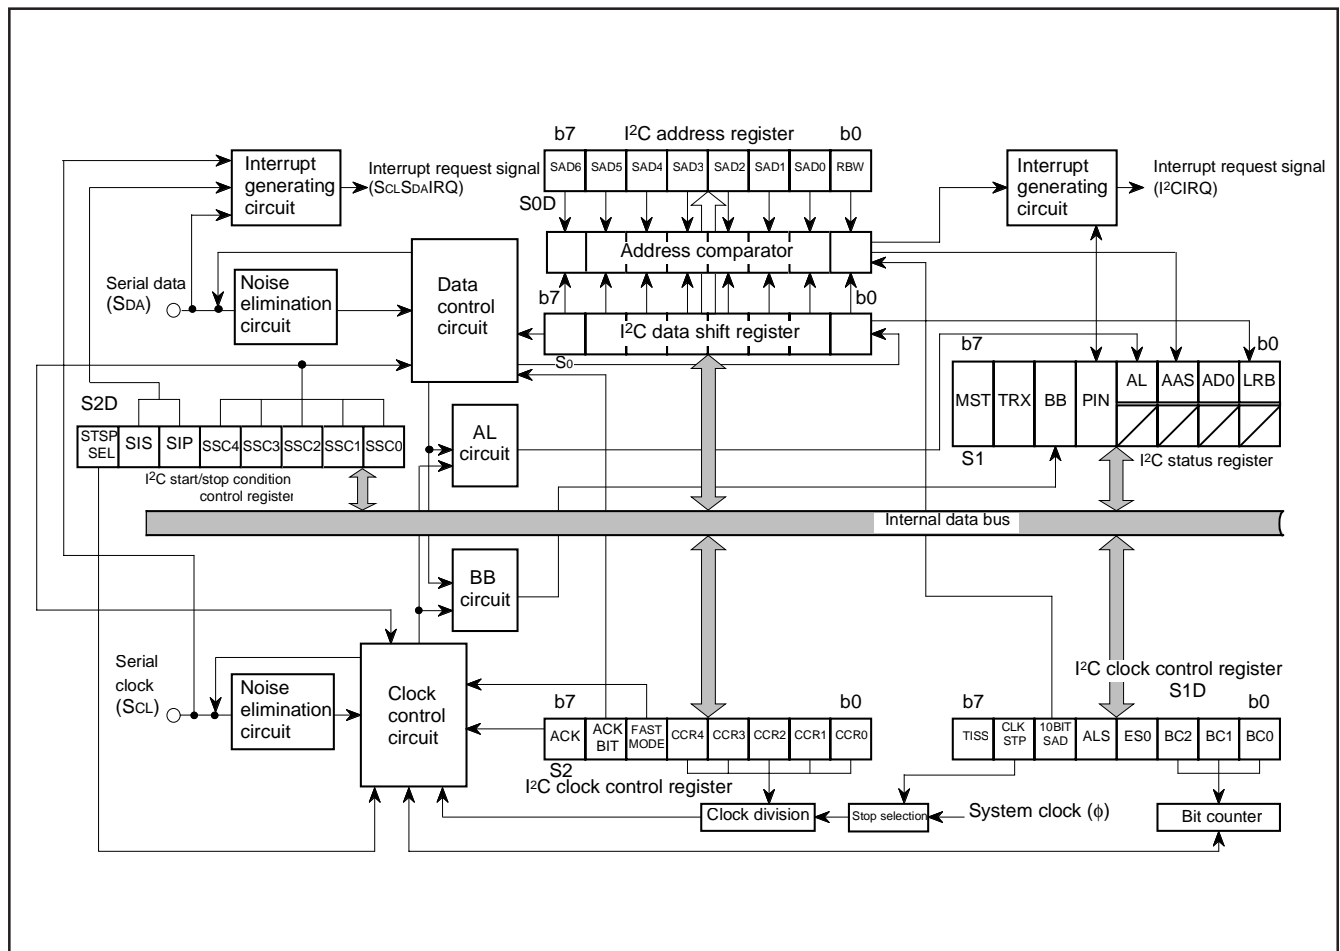 b7 I²C address register b0
Interrupt generating circuit
Interrupt request signal (SCLSDAIRQ)
SAD6 SAD5 SAD4 SAD3 SAD2 SAD1 SAD0 RBW
S0D
Interrupt generating circuit
Interrupt request signal (I²CIRQ)
Address comparator
Serial data (SDA)
Noise elimination circuit
Data control circuit
b7 b0
I²C data shift register
S0
b7 b0
MST TRX BB PIN AL AAS AD0 LRB
S1
I²C status register
S2D
STSP SEL SIS SIP SSC4 SSC3 SSC2 SSC1 SSC0
I²C start/stop condition control register
AL circuit
Internal data bus
BB circuit
Serial clock (SCL)
Noise elimination circuit
Clock control circuit
b7 b0
ACK ACK BIT FAST MODE CCR4 CCR3 CCR2 CCR1 CCR0
S2
I²C clock control register
I²C clock control register
S1D
b7 b0
TISS CLK STP 10BIT SAD ALS ES0 BC2 BC1 BC0
Clock division
Stop selection
System clock (ϕ)
Bit counter